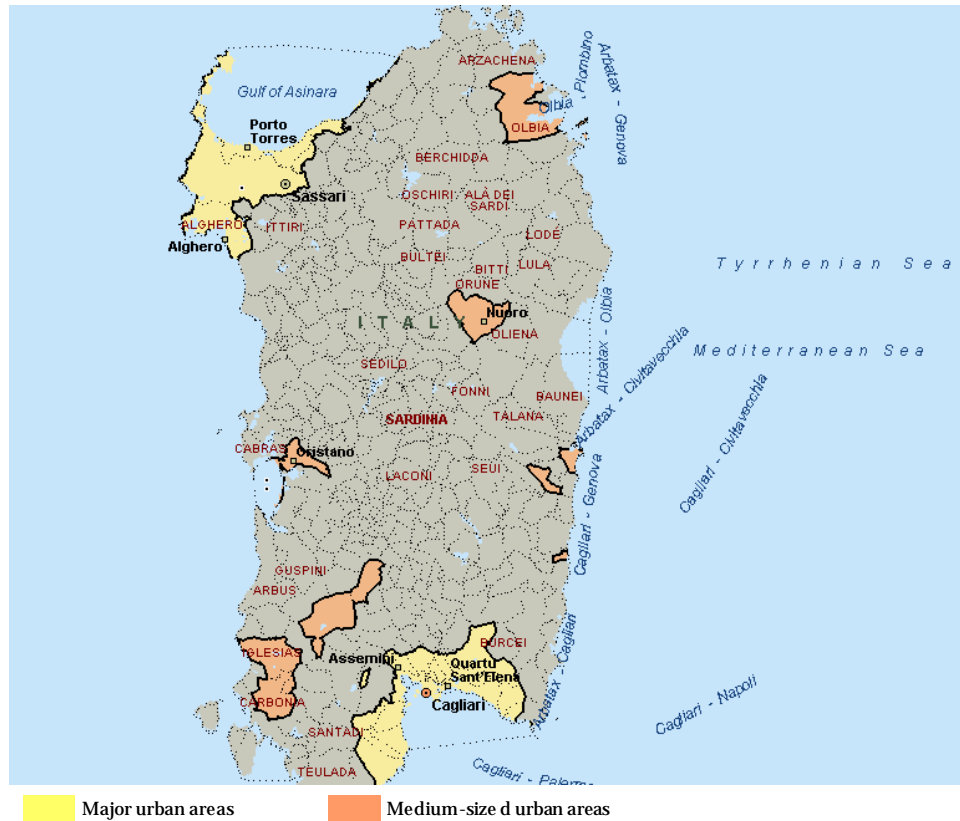 ARZACHENA
Olbia - Piombino
Arbatax - Genova
Gulf of Asinara
Porto
Torres
OLBIA
BERCHIDDA
Sassari
OSCHIRI
ALÀ DEI
SARDI
ALGHERO
ITTIRI
PATTADA
LODÉ
Alghero
BULTEI
BITTI
LULA
Tyrrhenian Sea
ORUNE
ITALY
Nuoro
OLIENA
Arbatax - Olbia
Mediterranean Sea
SEDILO
Arbatax - Civitavecchia
FONNI
BAUNEI
SARDINIA
TALANA
Cagliari - Civitavecchia
CABRAS
Oristano
LACONI
SEUI
Cagliari - Genova
GUSPINI
ARBUS
IGLESIAS
Assemini
BURCEI
Quartu
Sant'Elena
CARBONIA
Cagliari
Arbatax - Cagliari
Cagliari - Napoli
SANTADI
TEULADA
Cagliari - Palermo
Major urban areas
Medium-size d urban areas